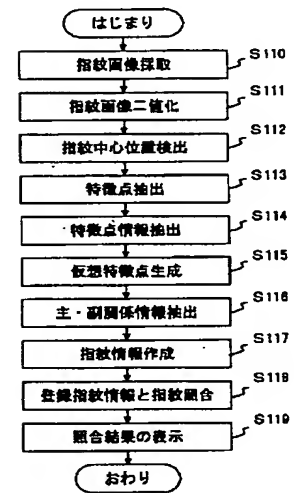 はじまり
指紋画像採取 S110
指紋画像二値化 S111
指紋中心位置検出 S112
特徴点抽出 S113
特徴点情報抽出 S114
仮想特徴点生成 S115
主・副関係情報抽出 S116
指紋情報作成 S117
登録指紋情報と指紋照合 S118
照合結果の表示 S119
おわり